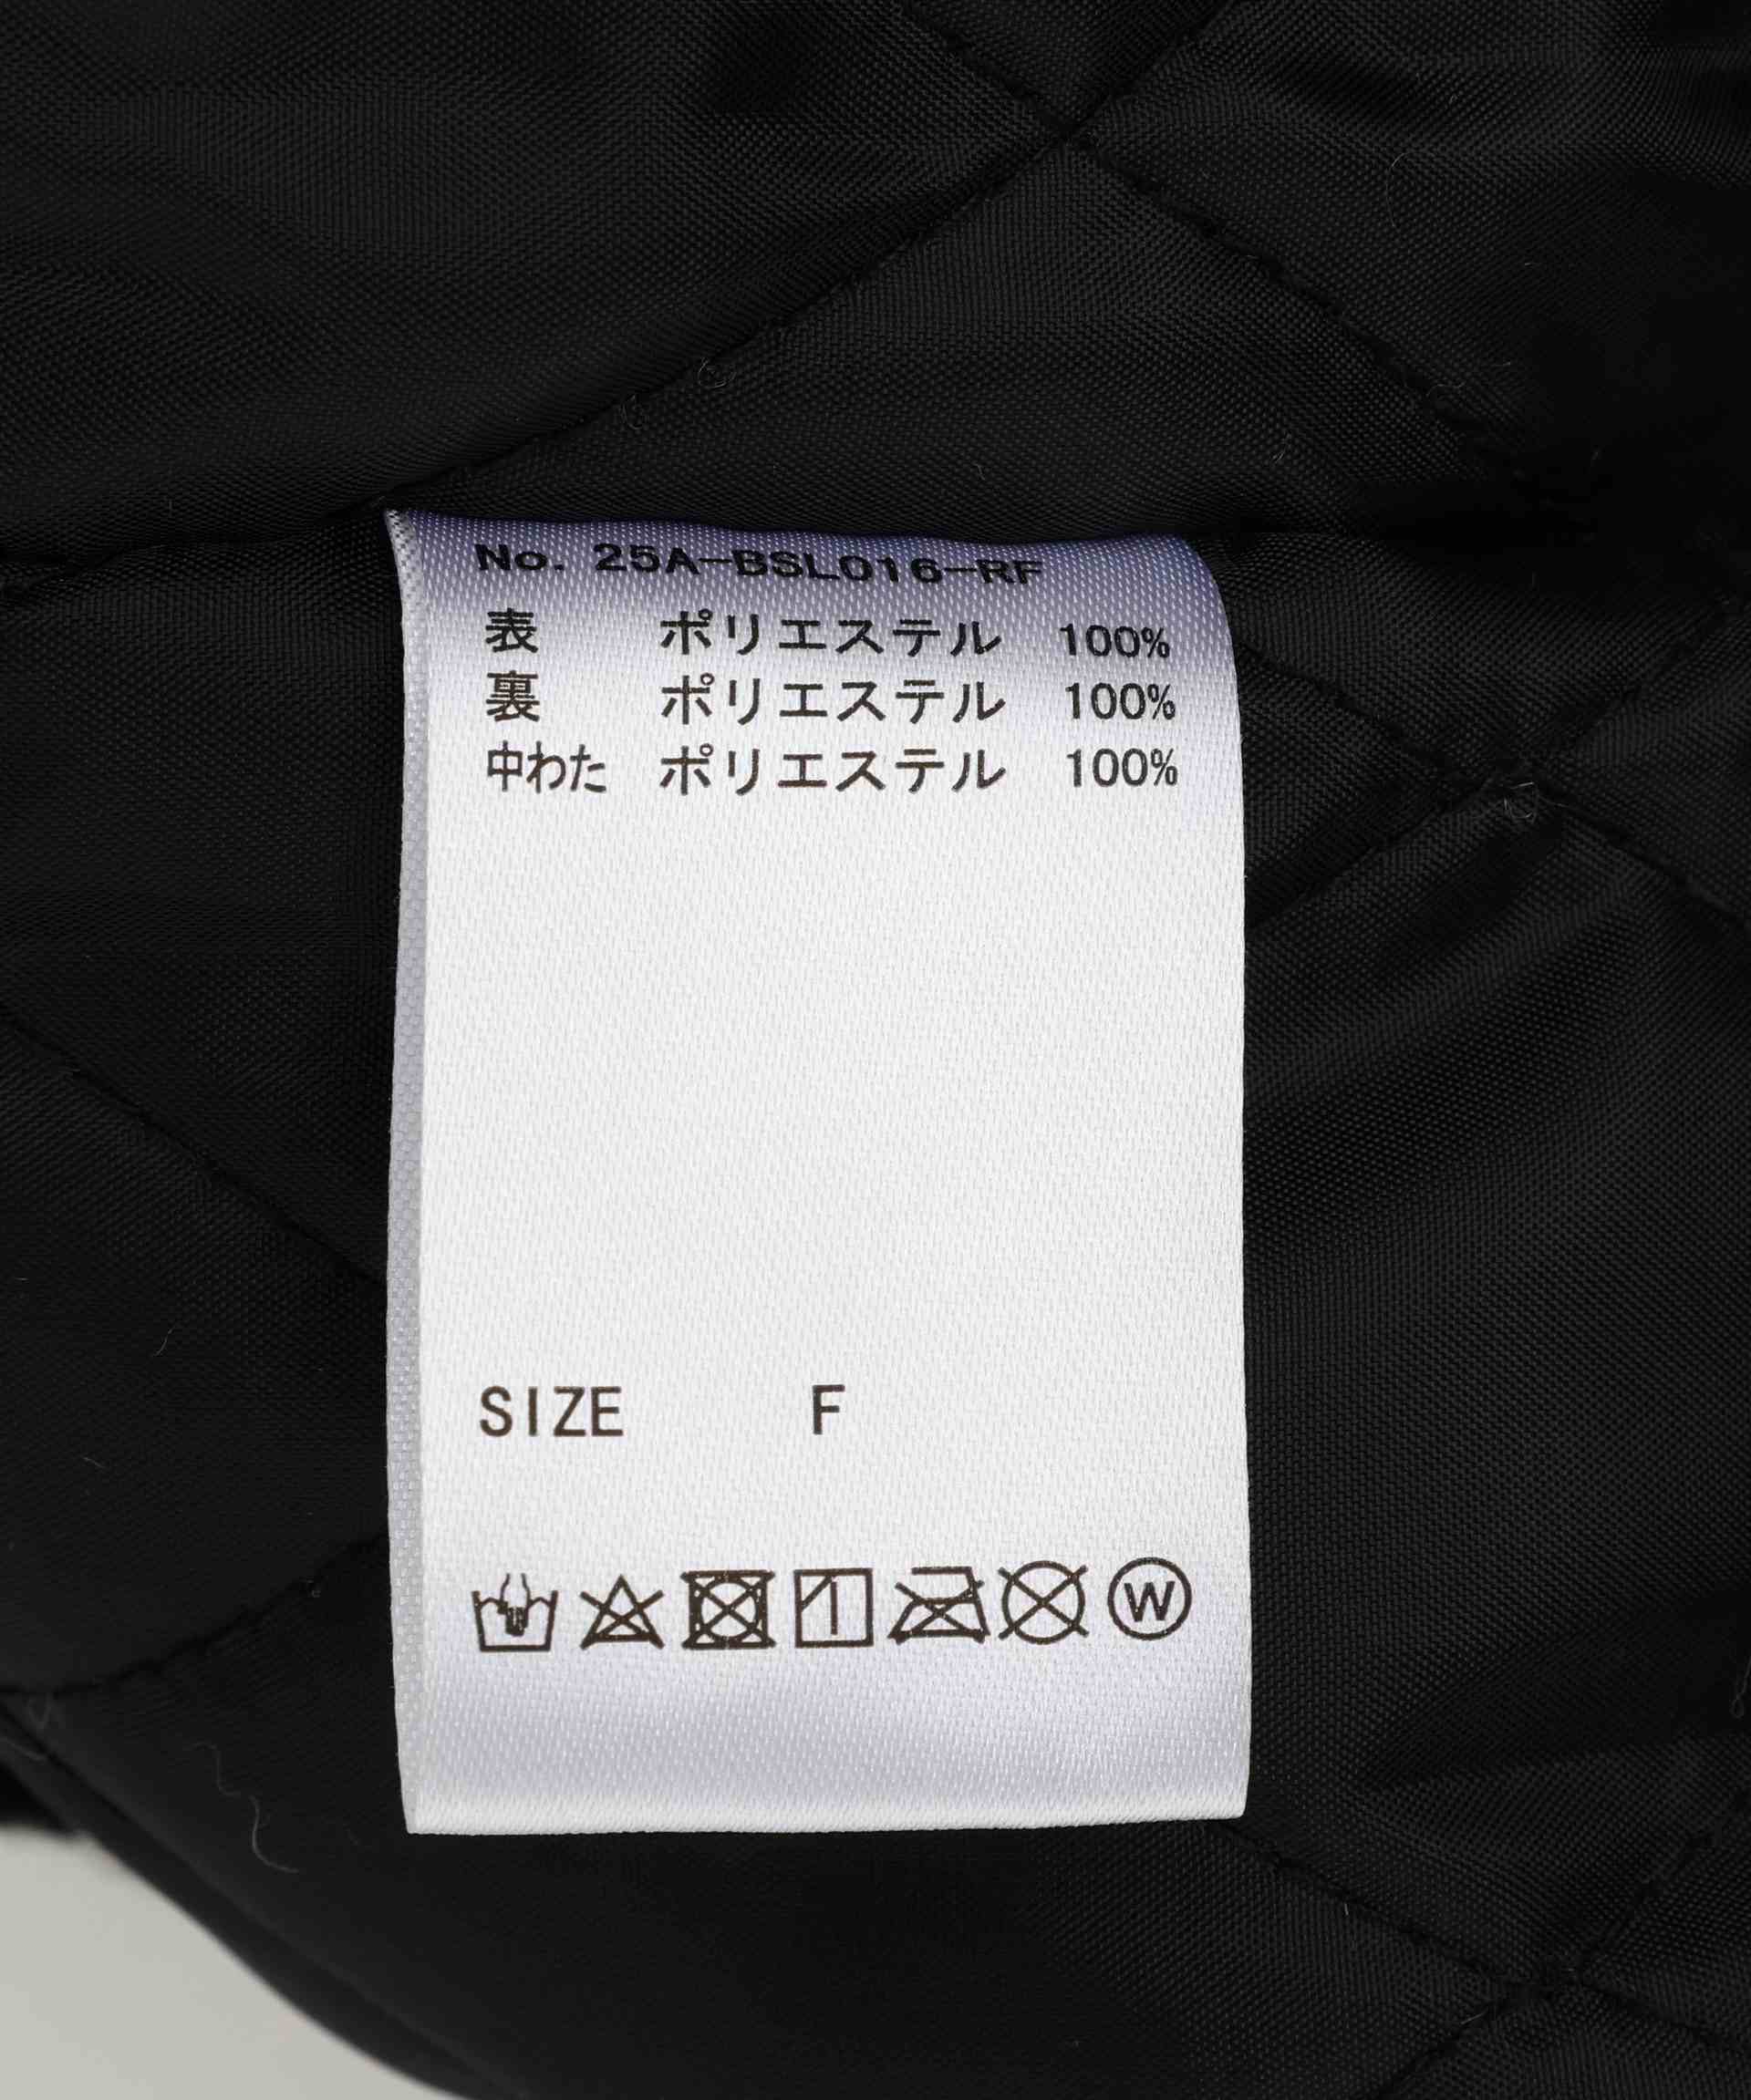 No. 25A-BSL016-RF
表 ポリエステル 100%
裏 ポリエステル 100%
中わた ポリエステル 100%
SIZE F
W